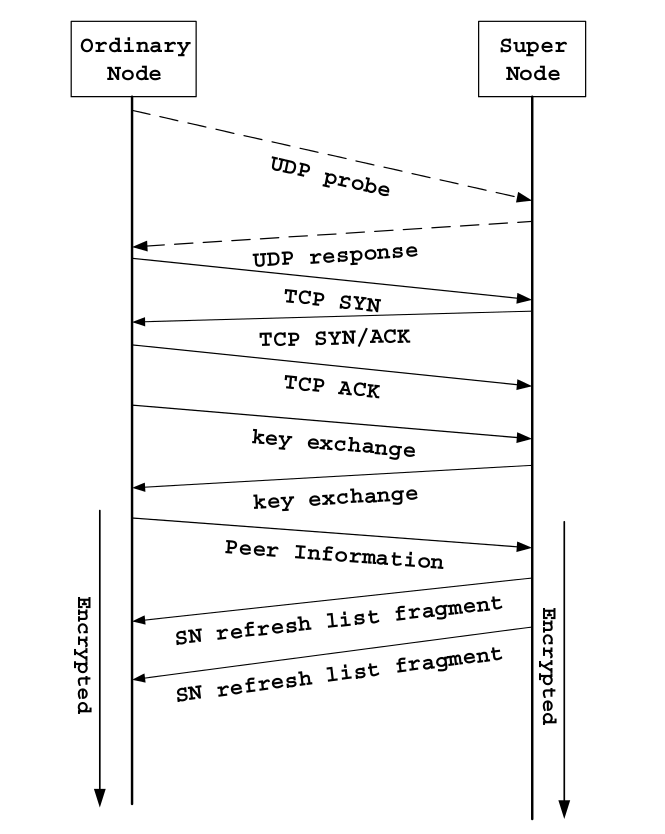 Ordinary
Node
Super
Node
UDP probe
UDP response
TCP SYN
TCP SYN/ACK
TCP ACK
key exchange
key exchange
Peer Information
SN refresh list fragment
SN refresh list fragment
Encrypted
Encrypted